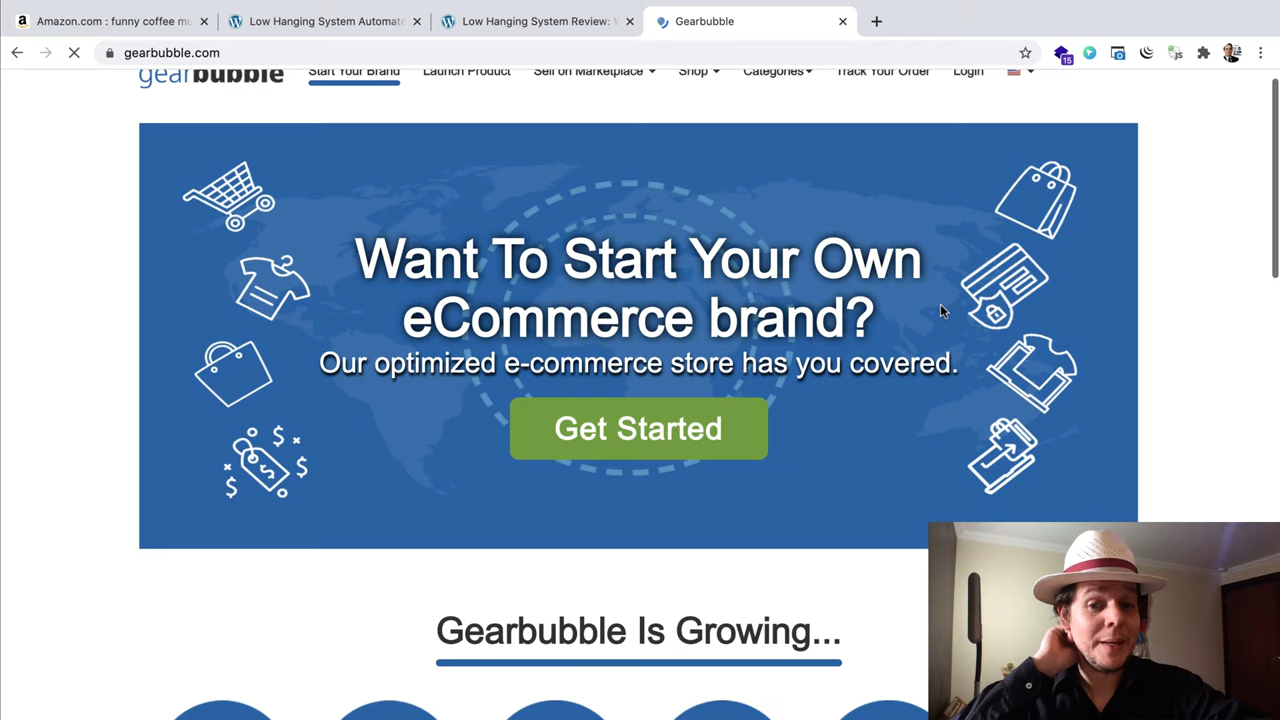 Amazon.com : funny coffee mu
Low Hanging System Automate
Low Hanging System Review: V
Gearbubble
gearbubble.com
15
gearbubble
Start Your Brand
Launch Product
Sell on Marketplace
Shop
Categories
Track Your Order
Login
Want To Start Your Own
eCommerce brand?
Our optimized e-commerce store has you covered.
Get Started
Gearbubble Is Growing...